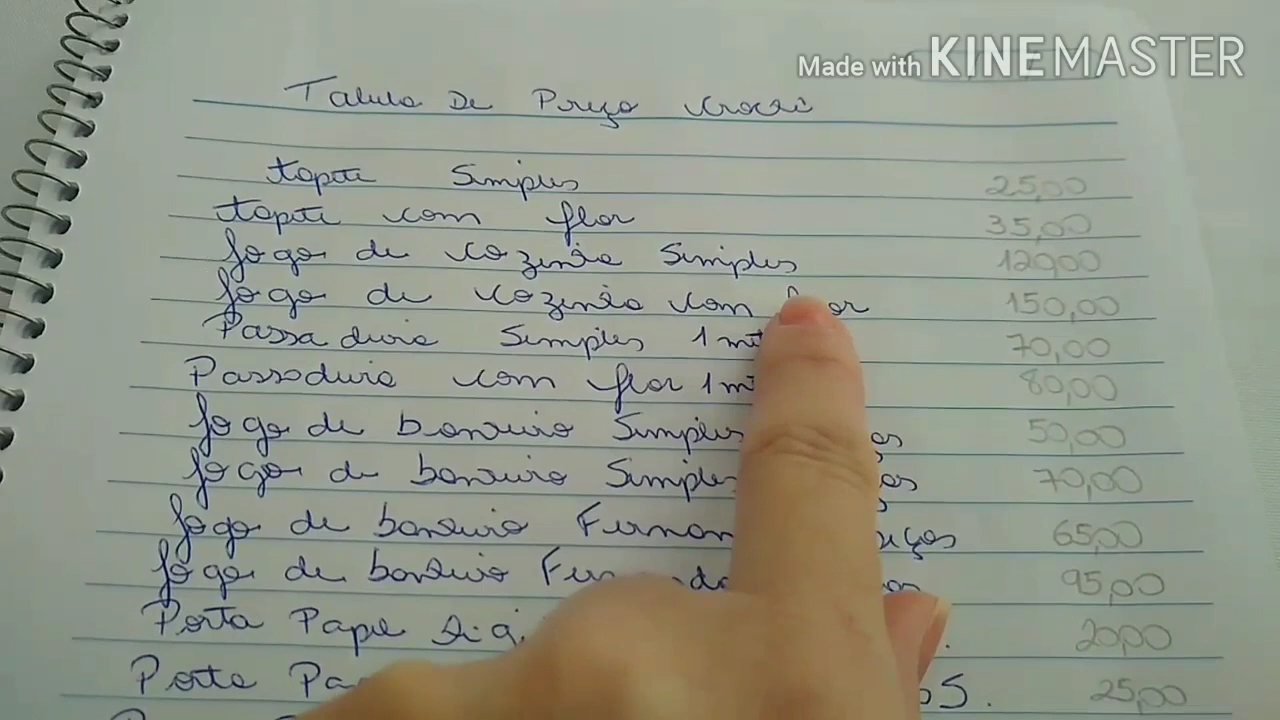 Made with KINEMASTER
Tabela De Preço Crochê
tapete Simples 25,00
tapete com flor 35,00
Jogo de cozinha Simples 120,00
Jogo de cozinha com flor 150,00
Passadeira Simples 1 mt 70,00
Passadeira com flor 1 mt 80,00
Jogo de banheiro Simples 50,00
Jogo de banheiro Simples 70,00
Jogo de banheiro 65,00
Jogo de banheiro 95,00
Porta Papel Hig. 20,00
Porta 25,00